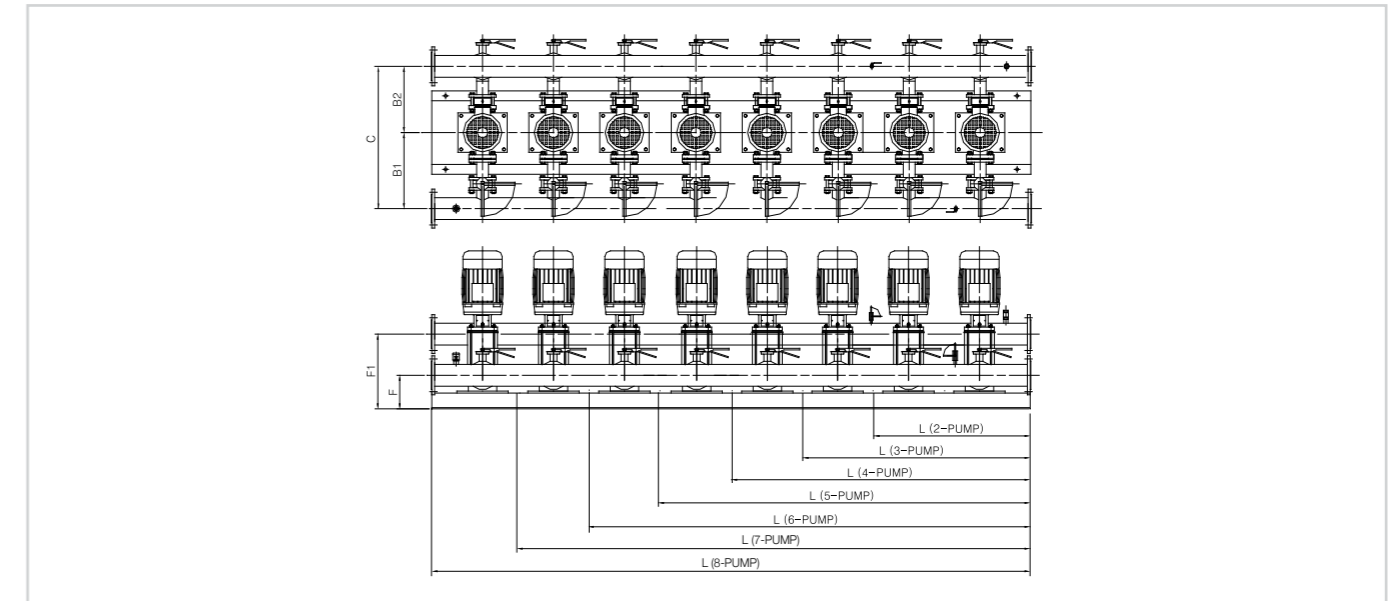 B2
C
B1
F1
F
L (2-PUMP)
L (3-PUMP)
L (4-PUMP)
L (5-PUMP)
L (6-PUMP)
L (7-PUMP)
L (8-PUMP)